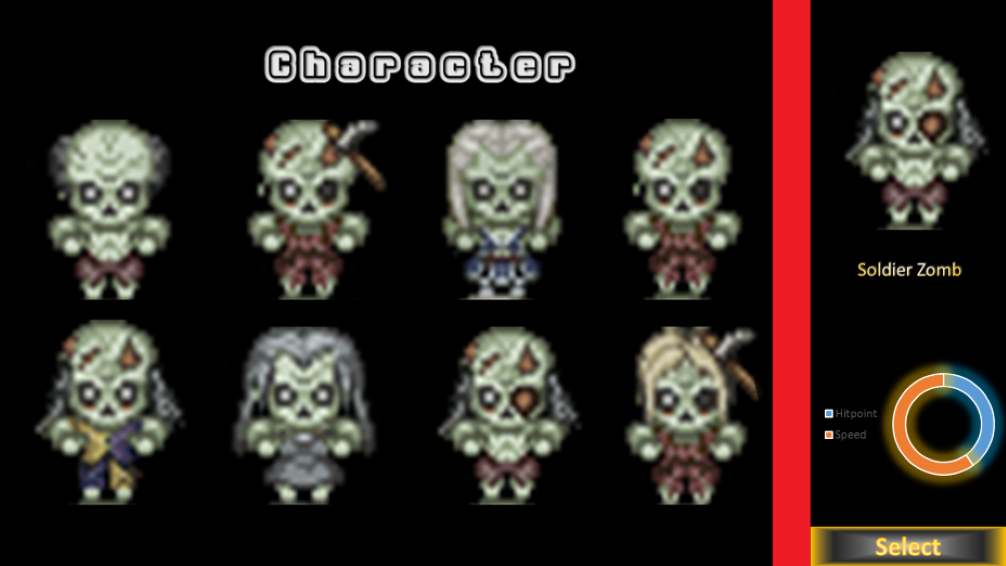 Character
Soldier Zomb
Hitpoint
Speed
Select